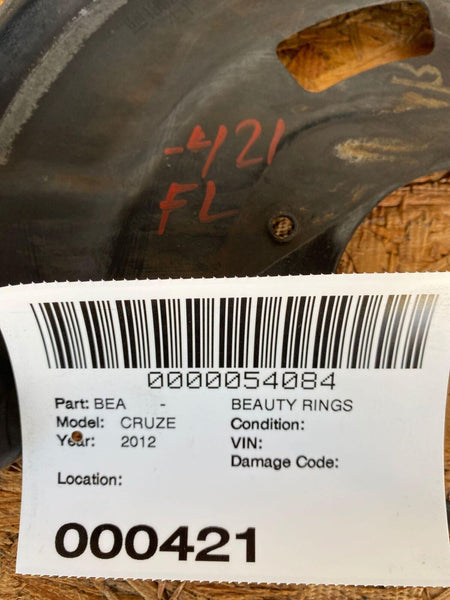 -421
FL
0000054084
Part: BEA - BEAUTY RINGS
Model: CRUZE Condition:
Year: 2012 VIN:
Damage Code:
Location:
000421